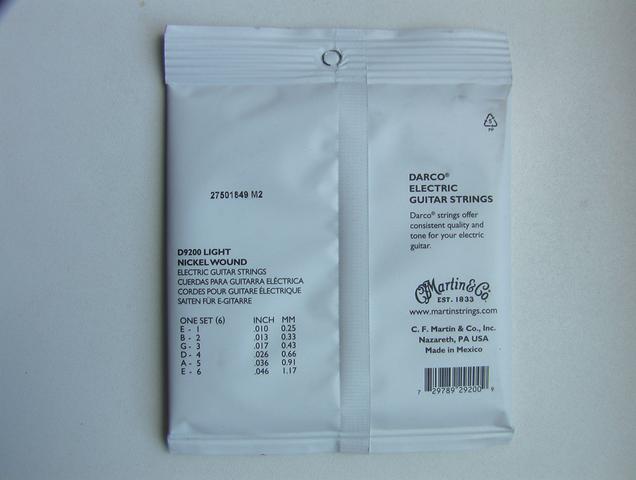 27501849 M2
D9200 LIGHT
NICKEL WOUND
ELECTRIC GUITAR STRINGS
CUERDAS PARA GUITARRA ELÉCTRICA
CORDES POUR GUITARE ÉLECTRIQUE
SAITEN FÜR E-GITARRE
ONE SET (6) INCH MM
E - 1 .010 0.25
B - 2 .013 0.33
G - 3 .017 0.43
D - 4 .026 0.66
A - 5 .036 0.91
E - 6 .046 1.17
5
PP
DARCO®
ELECTRIC
GUITAR STRINGS
Darco® strings offer
consistent quality and
tone for your electric
guitar.
CF Martin & Co
EST. 1833
www.martinstrings.com
C. F. Martin & Co., Inc.
Nazareth, PA USA
Made in Mexico
7 29789 29200 9